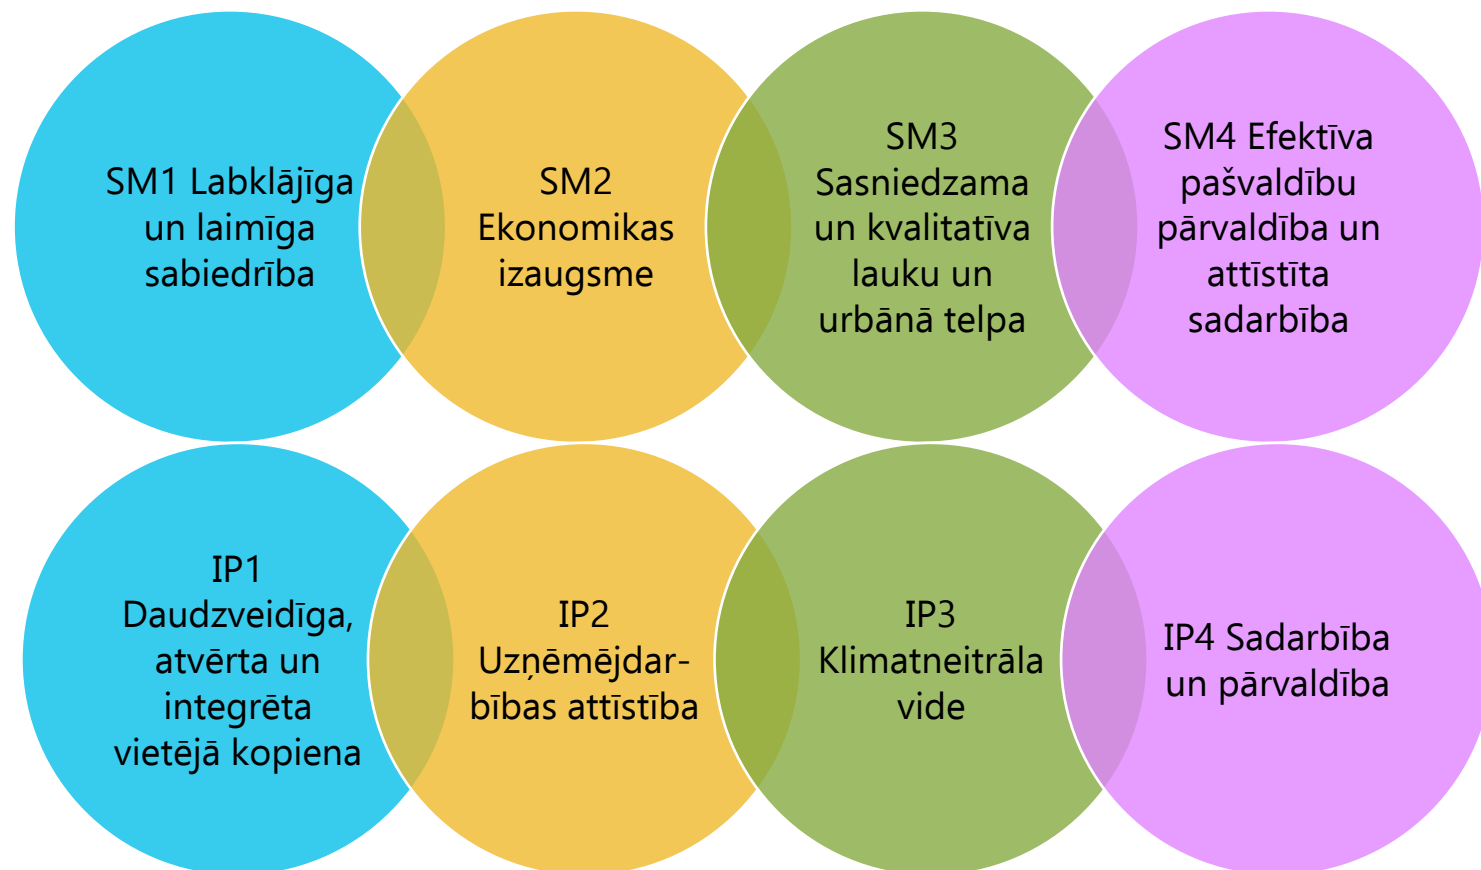 SM1 Labklājīga
un laimīga
sabiedrība
SM2
Ekonomikas
izaugsme
SM3
Sasniedzama
un kvalitatīva
lauku un
urbānā telpa
SM4 Efektīva
pašvaldību
pārvaldība un
attīstīta
sadarbība
IP1
Daudzveidīga,
atvērta un
integrēta
vietējā kopiena
IP2
Uzņēmējdar-
bības attīstība
IP3
Klimatneitrāla
vide
IP4 Sadarbība
un pārvaldība